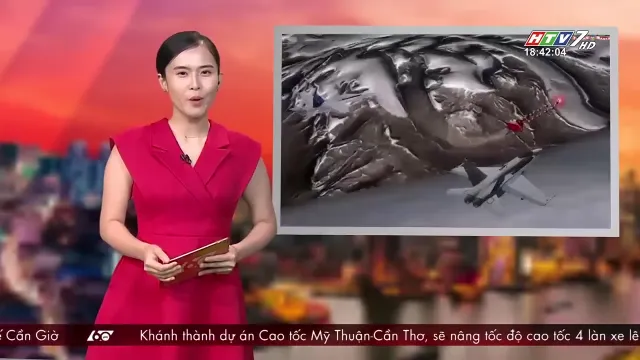 HTV7 HD
18:42:04
ế Cần Giờ 60 Khánh thành dự án Cao tốc Mỹ Thuận-Cần Thơ, sẽ nâng tốc độ cao tốc 4 làn xe lê